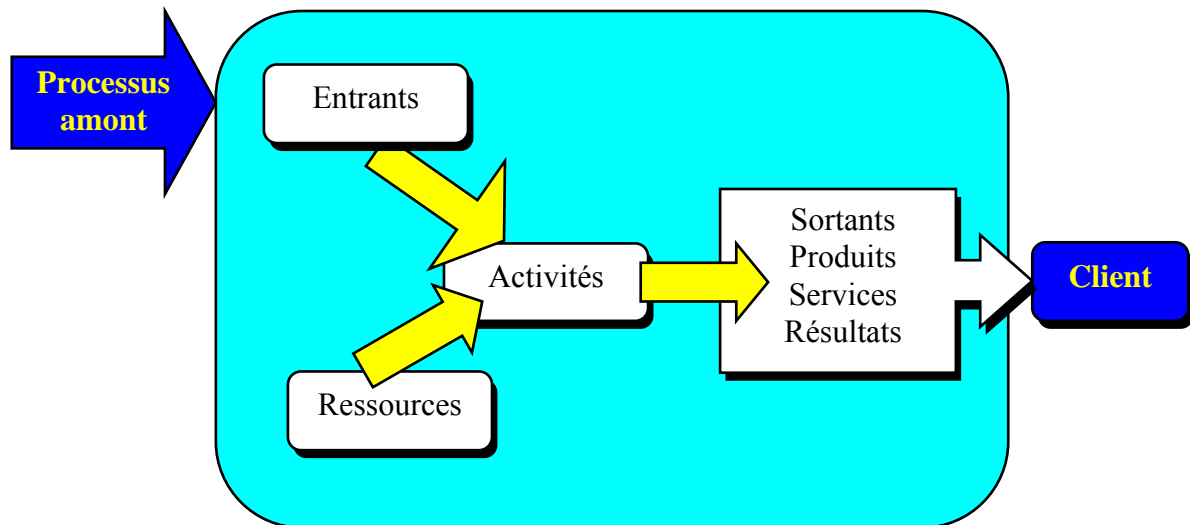 Processus
amont
Entrants
Activités
Ressources
Sortants
Produits
Services
Résultats
Client